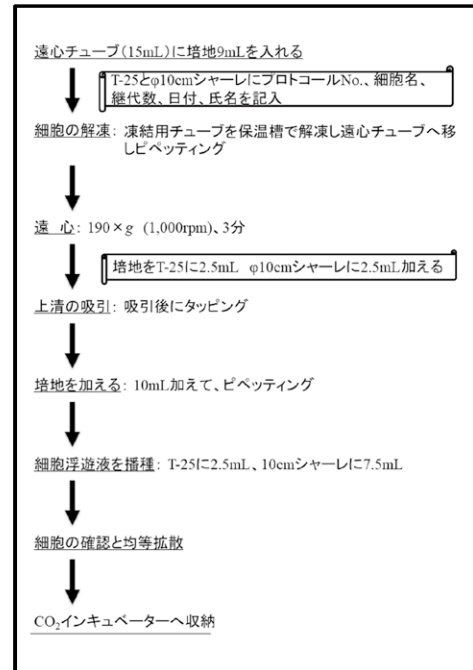 遠心チューブ(15mL)に培地9mLを入れる
T-25とφ10cmシャーレにプロトコールNo.、細胞名、
継代数、日付、氏名を記入
細胞の解凍: 凍結用チューブを保温槽で解凍し遠心チューブへ移
しピペッティング
遠　心: 190×g (1,000rpm)、3分
培地をT-25に2.5mL　φ10cmシャーレに2.5mL加える
上清の吸引: 吸引後にタッピング
培地を加える: 10mL加えて、ピペッティング
細胞浮遊液を播種: T-25に2.5mL、10cmシャーレに7.5mL
細胞の確認と均等拡散
CO₂インキュベーターへ収納